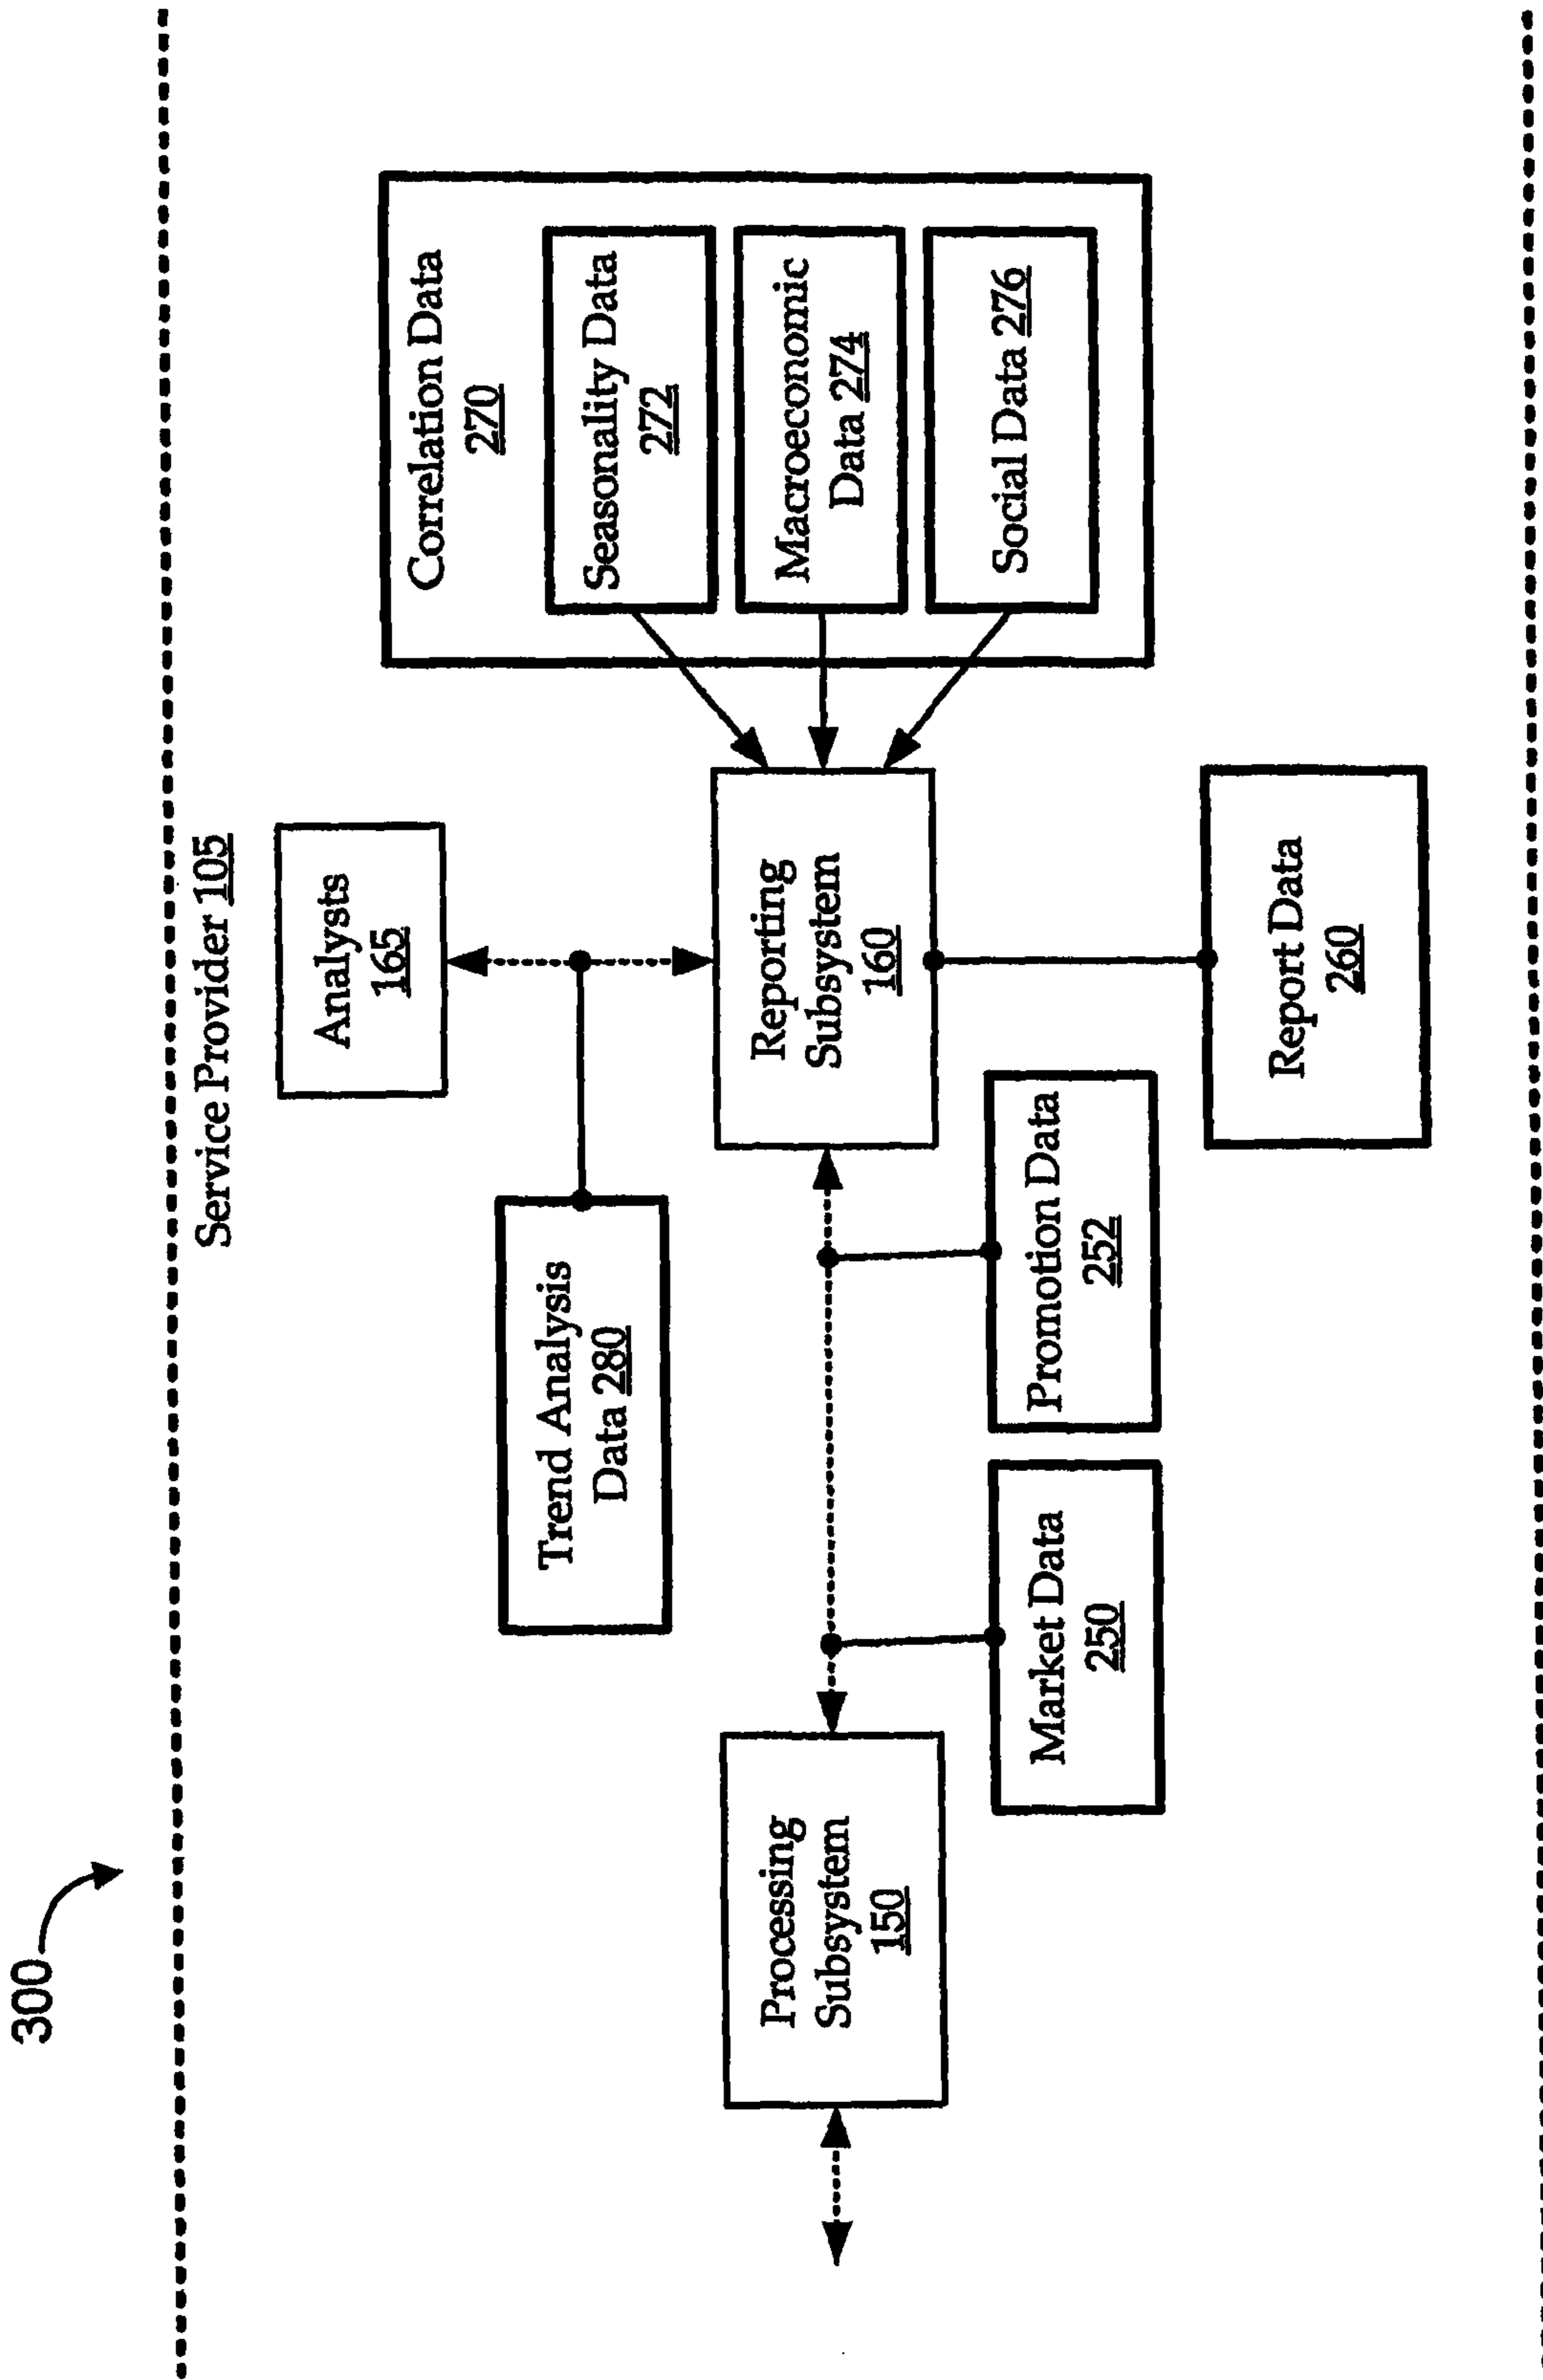 300
Service Provider 105
Analysts
165
Trend Analysis
Data 280
Correlation Data
270
Seasonality Data
272
Macroeconomic
Data 274
Social Data 276
Processing
Subsystem
150
Reporting
Subsystem
160
Market Data
250
Promotion Data
252
Report Data
260